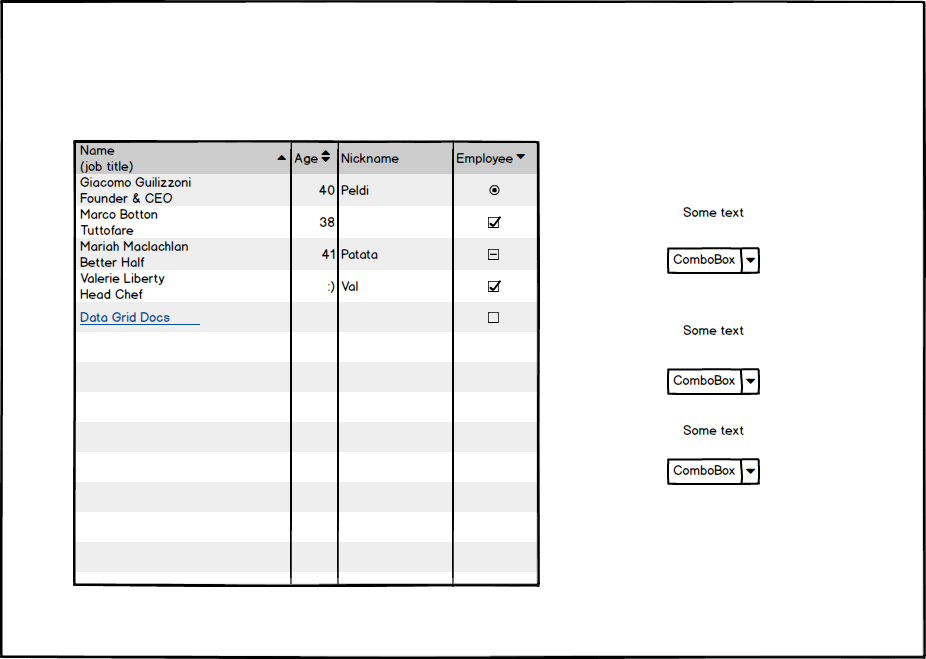 Name
(job title)
Age
Nickname
Employee
Giacomo Guilizzoni
Founder & CEO
40
Peldi
Marco Botton
Tuttofare
38
Mariah Maclachlan
Better Half
41
Patata
Valerie Liberty
Head Chef
:)
Val
Data Grid Docs
Some text
ComboBox
Some text
ComboBox
Some text
ComboBox